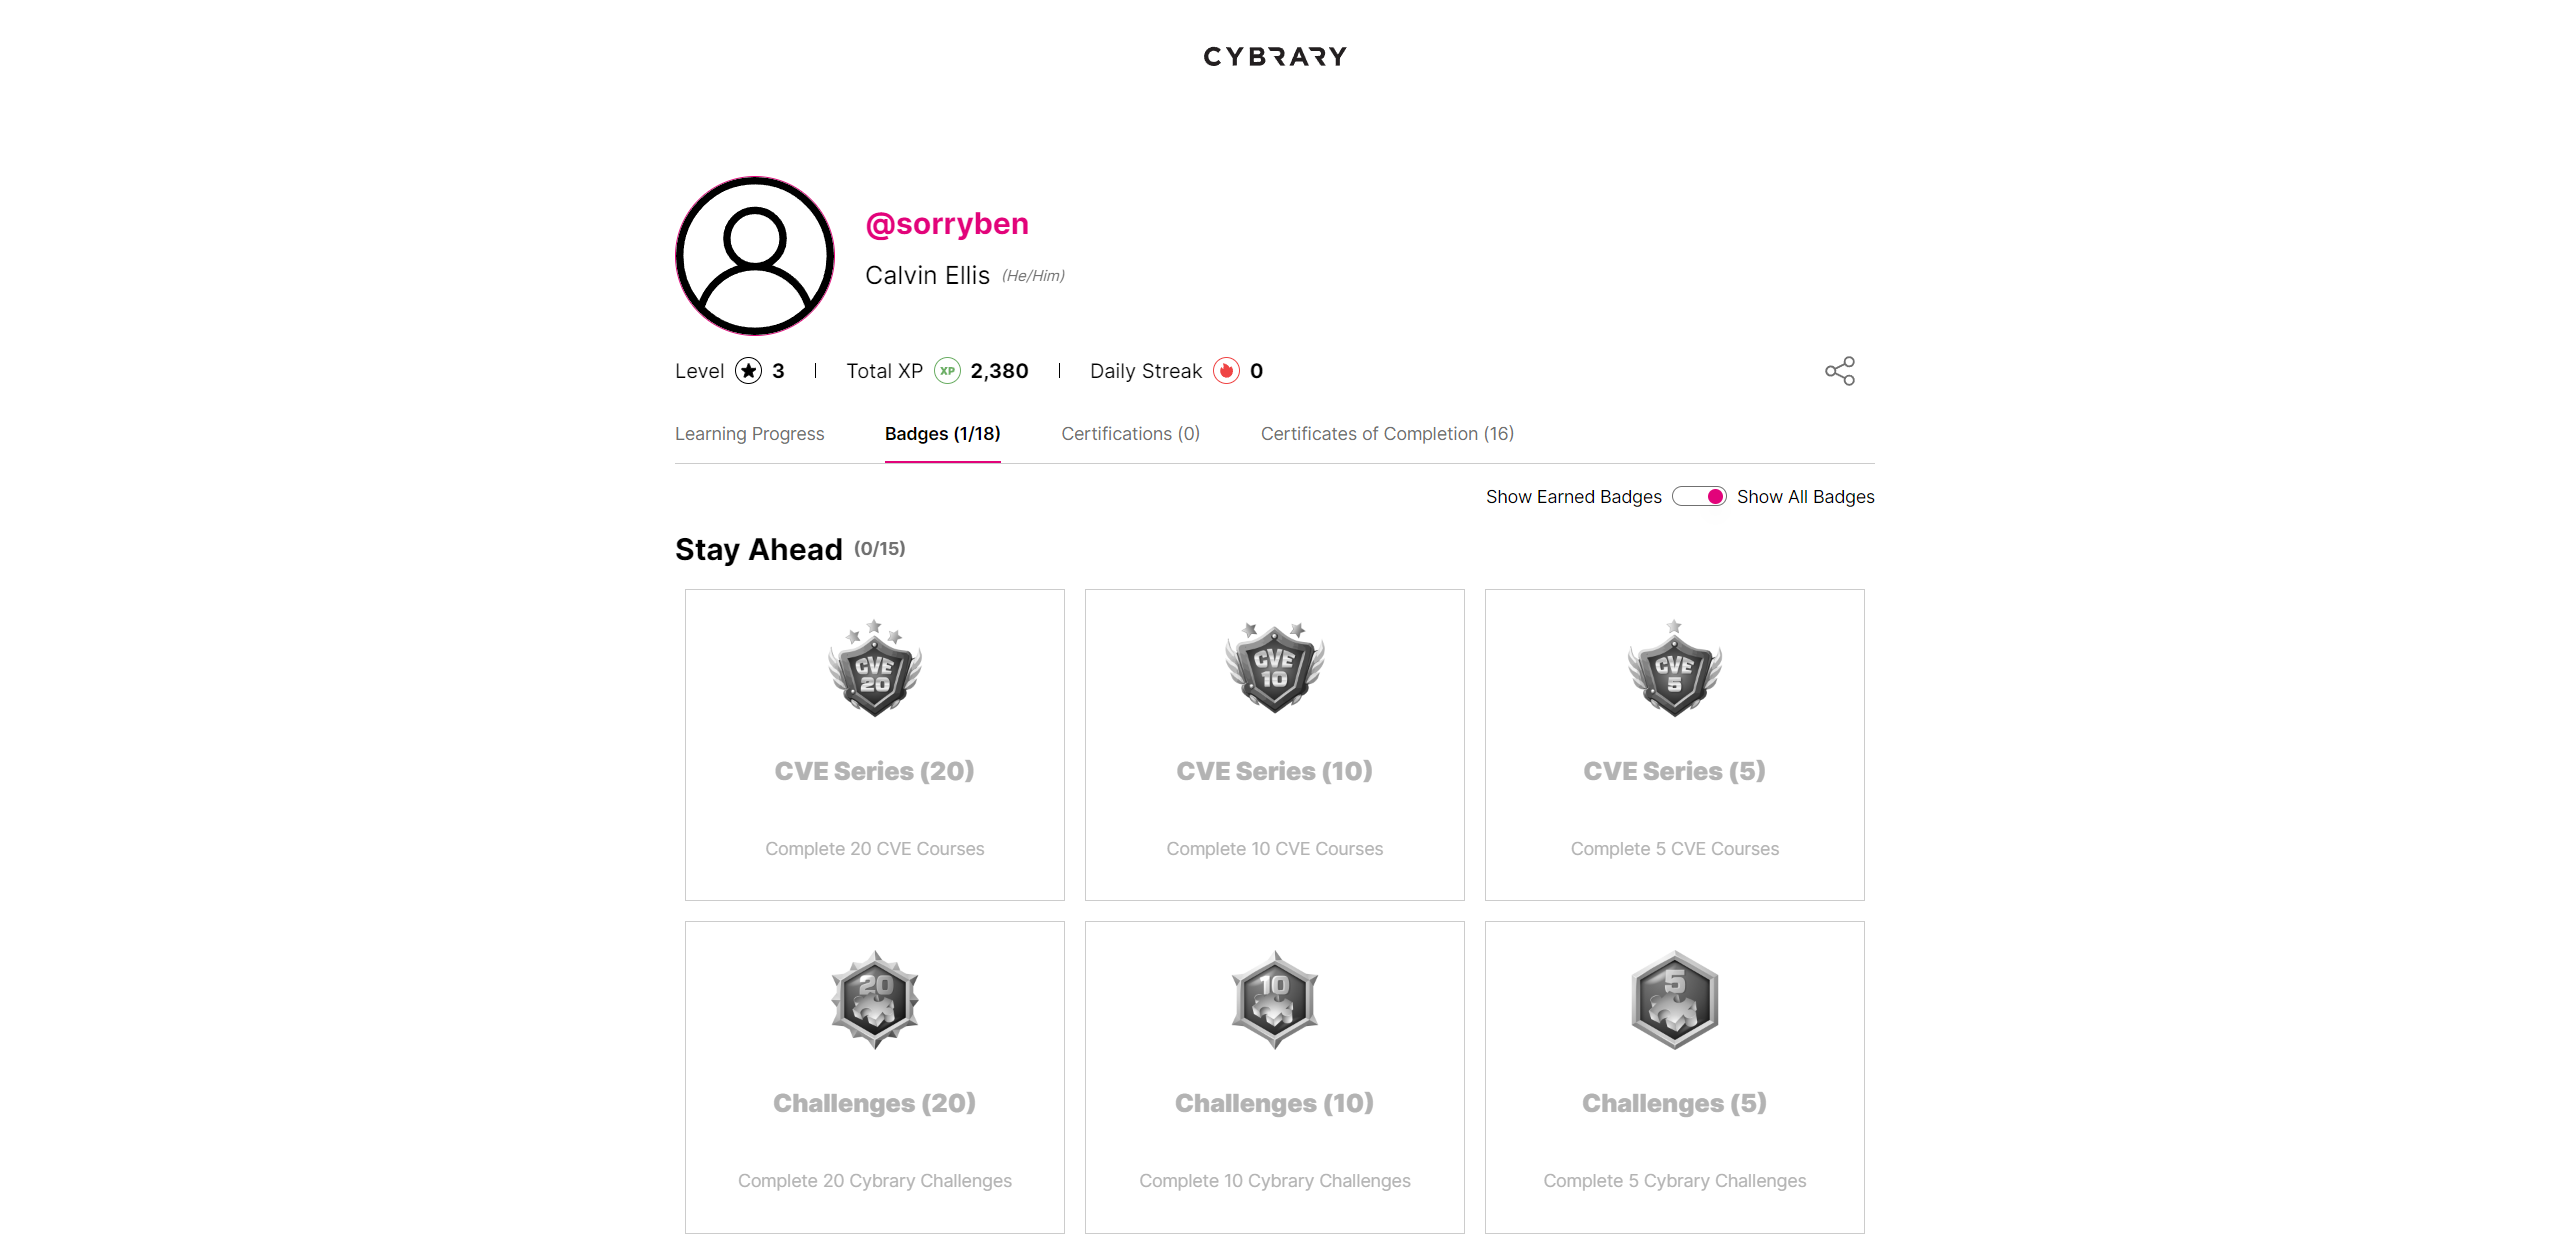 CYBRARY
@sorryben
Calvin Ellis (He/Him)
Level 3 Total XP XP 2,380 Daily Streak 0
Learning Progress Badges (1/18) Certifications (0) Certificates of Completion (16)
Show Earned Badges Show All Badges
Stay Ahead (0/15)
CVE 20 CVE 10 CVE 5
CVE Series (20) CVE Series (10) CVE Series (5)
Complete 20 CVE Courses Complete 10 CVE Courses Complete 5 CVE Courses
20 10 5
Challenges (20) Challenges (10) Challenges (5)
Complete 20 Cybrary Challenges Complete 10 Cybrary Challenges Complete 5 Cybrary Challenges